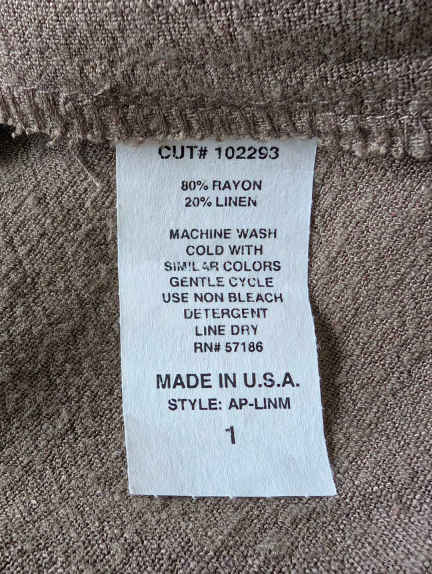 CUT# 102293
80% RAYON
20% LINEN
MACHINE WASH
COLD WITH
SIMILAR COLORS
GENTLE CYCLE
USE NON BLEACH
DETERGENT
LINE DRY
RN# 57186
MADE IN U.S.A.
STYLE: AP-LINM
1